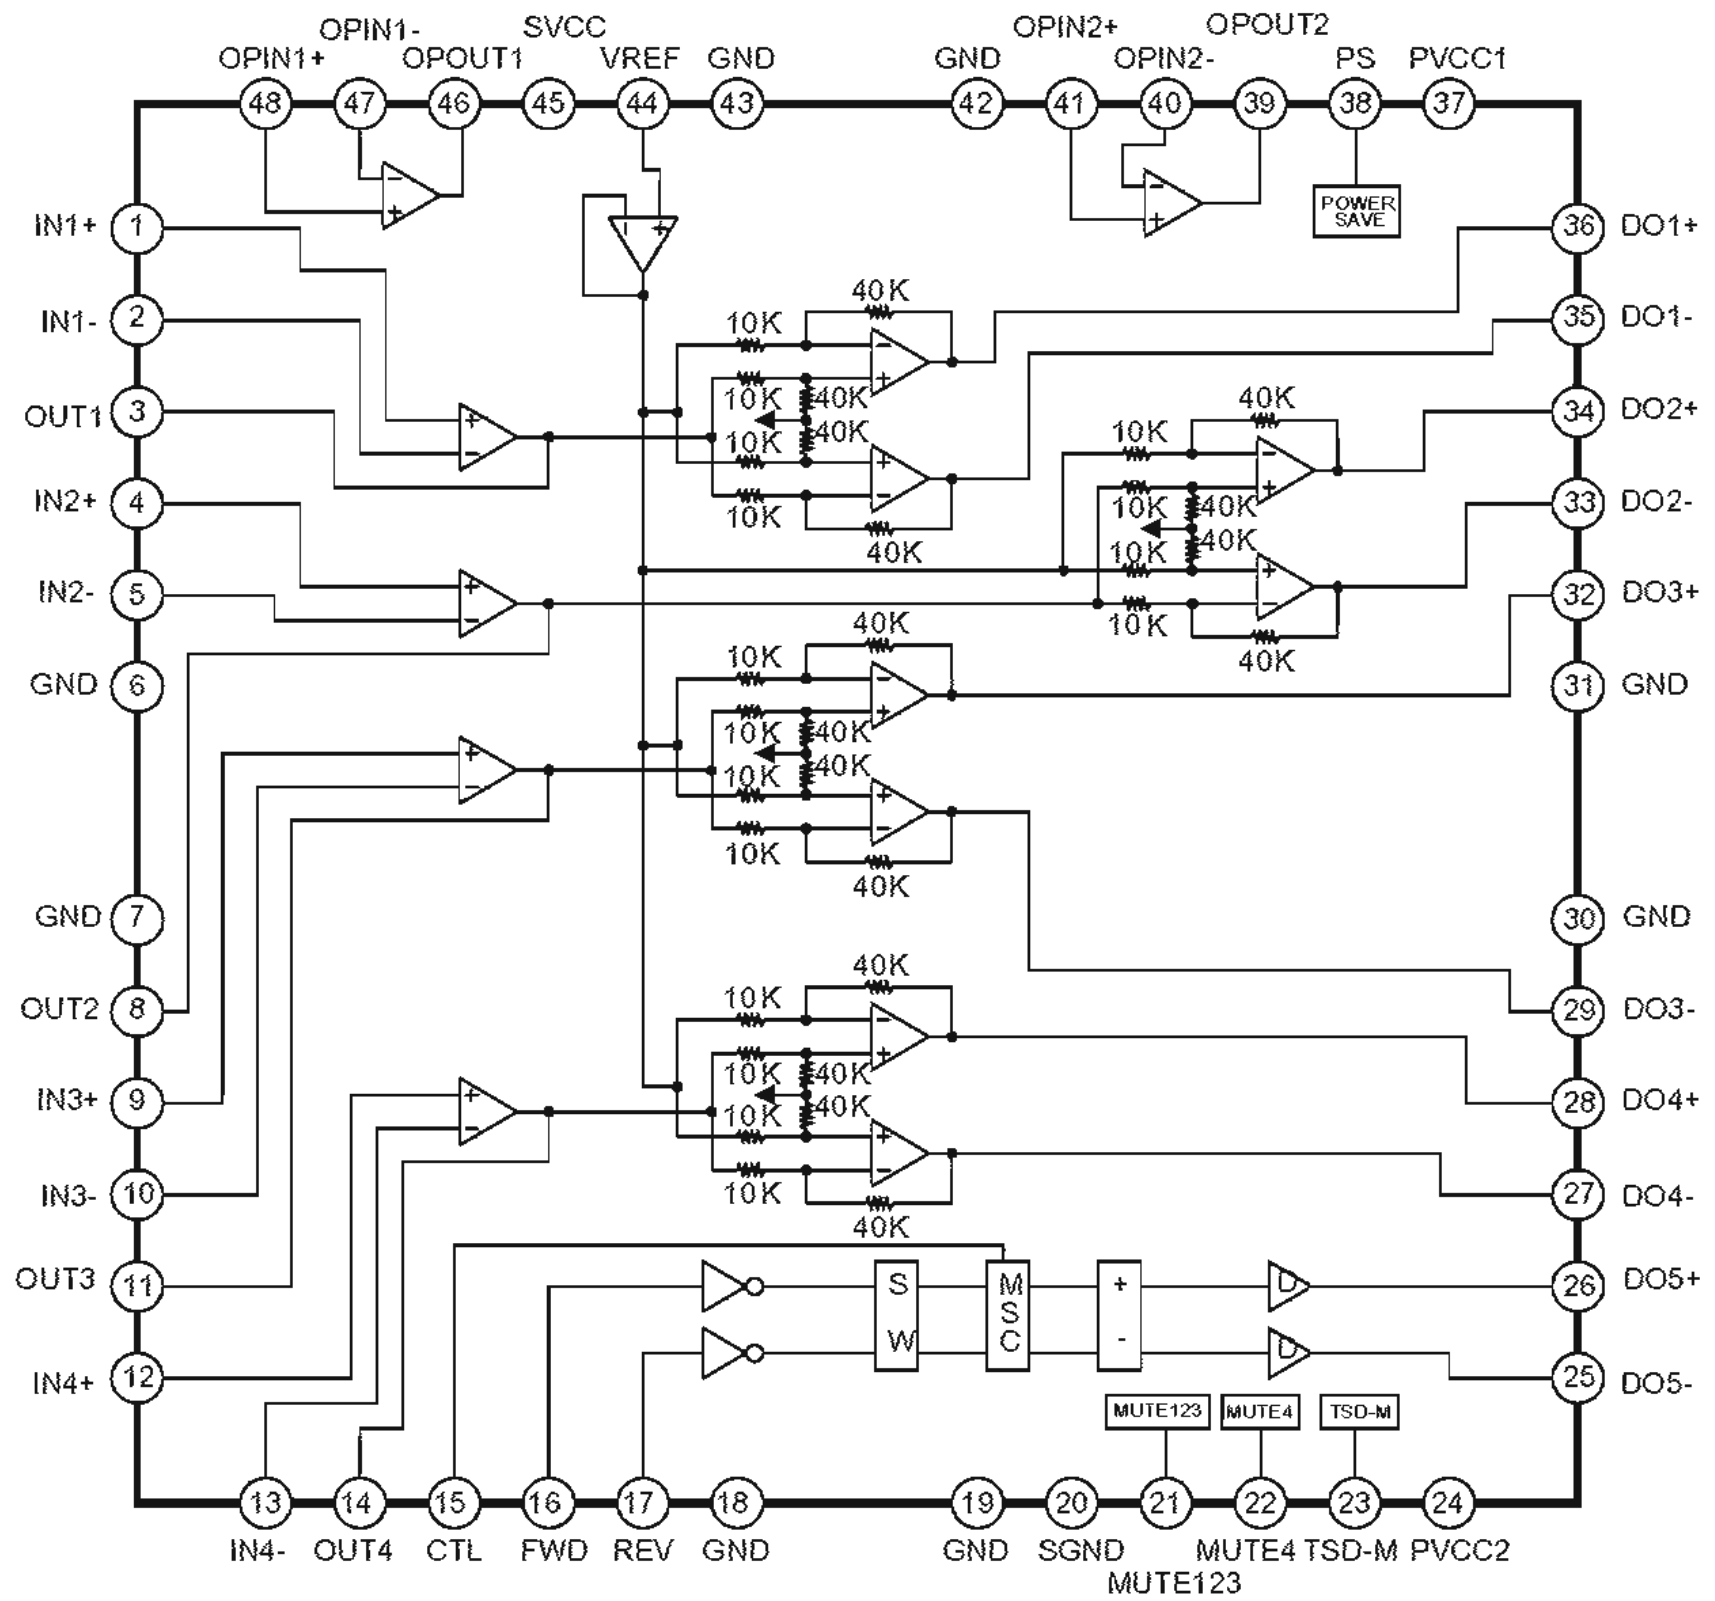 OPIN1- SVCC OPIN2+ OPOUT2
OPIN1+ OPOUT1 VREF GND GND OPIN2- PS PVCC1
48 47 46 45 44 43 42 41 40 39 38 37
- +
- +
- +
POWER
SAVE
IN1+ 1 36 DO1+
IN1- 2 35 DO1-
OUT1 3 34 DO2+
IN2+ 4 33 DO2-
IN2- 5 32 DO3+
GND 6 31 GND
GND 7 30 GND
OUT2 8 29 DO3-
IN3+ 9 28 DO4+
IN3- 10 27 DO4-
OUT3 11 26 DO5+
IN4+ 12 25 DO5-
+ -
40K
10K
- +
10K 40K
10K 40K
+ -
10K
40K
40K
10K
- +
10K 40K
10K 40K
+ -
10K
40K
+ -
40K
10K
- +
10K 40K
10K 40K
+ -
10K
40K
+ -
40K
10K
- +
10K 40K
10K 40K
+ -
10K
40K
+ -
S
W
M
S
C
+
-
D
D
MUTE123 MUTE4 TSD-M
13 14 15 16 17 18 19 20 21 22 23 24
IN4- OUT4 CTL FWD REV GND GND SGND MUTE4 TSD-M PVCC2
MUTE123